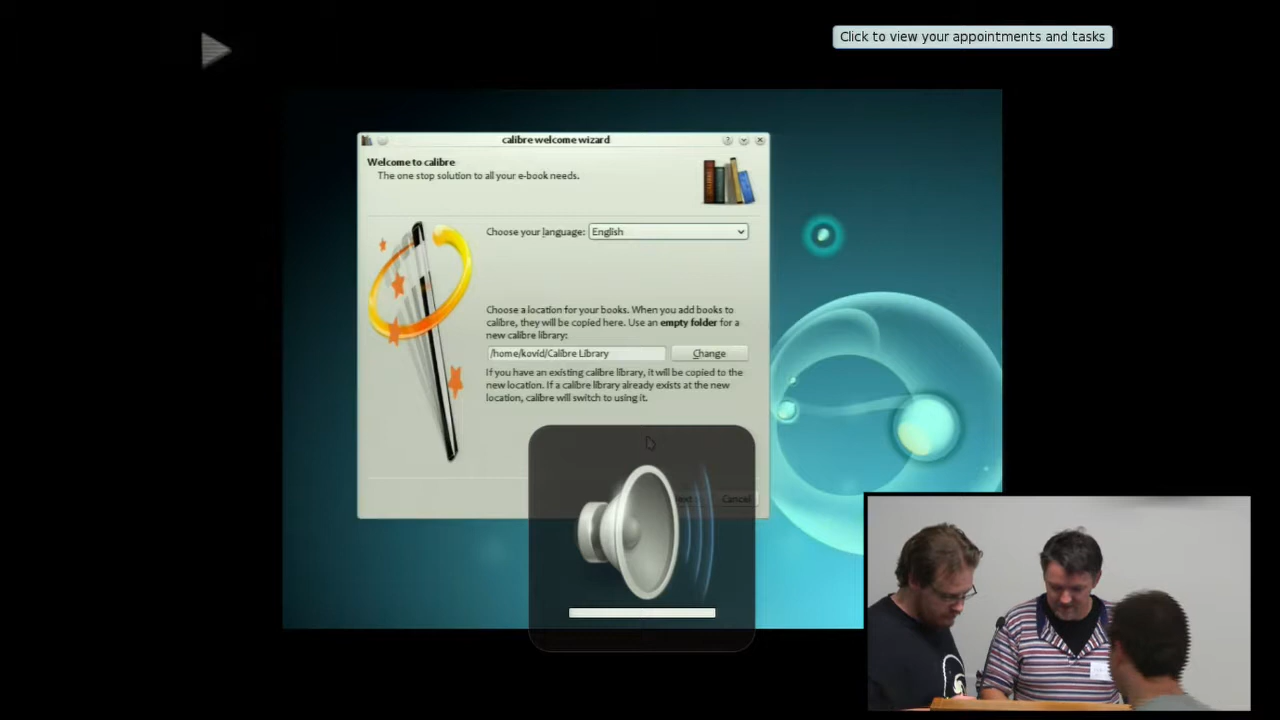 Click to view your appointments and tasks
calibre welcome wizard
Welcome to calibre
The one stop solution to all your e-book needs.
Choose your language: English
Choose a location for your books. When you add books to
calibre, they will be copied here. Use an empty folder for a
new calibre library:
/home/kovid/Calibre Library
Change
If you have an existing calibre library, it will be copied to the
new location. If a calibre library already exists at the new
location, calibre will switch to using it.
Next Cancel